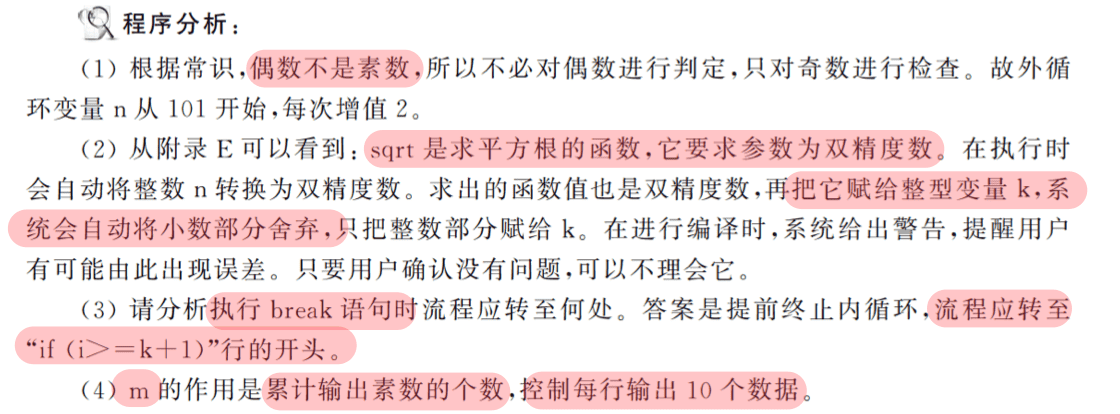 程序分析：
(1) 根据常识,偶数不是素数,所以不必对偶数进行判定,只对奇数进行检查。故外循
环变量 n 从 101 开始,每次增值 2。
(2) 从附录 E 可以看到：sqrt 是求平方根的函数,它要求参数为双精度数。在执行时
会自动将整数 n 转换为双精度数。求出的函数值也是双精度数,再把它赋给整型变量 k,系
统会自动将小数部分舍弃,只把整数部分赋给 k。在进行编译时,系统给出警告,提醒用户
有可能由此出现误差。只要用户确认没有问题,可以不理会它。
(3) 请分析执行 break 语句时流程应转至何处。答案是提前终止内循环,流程应转至
“if (i>=k+1)”行的开头。
(4) m 的作用是累计输出素数的个数,控制每行输出 10 个数据。